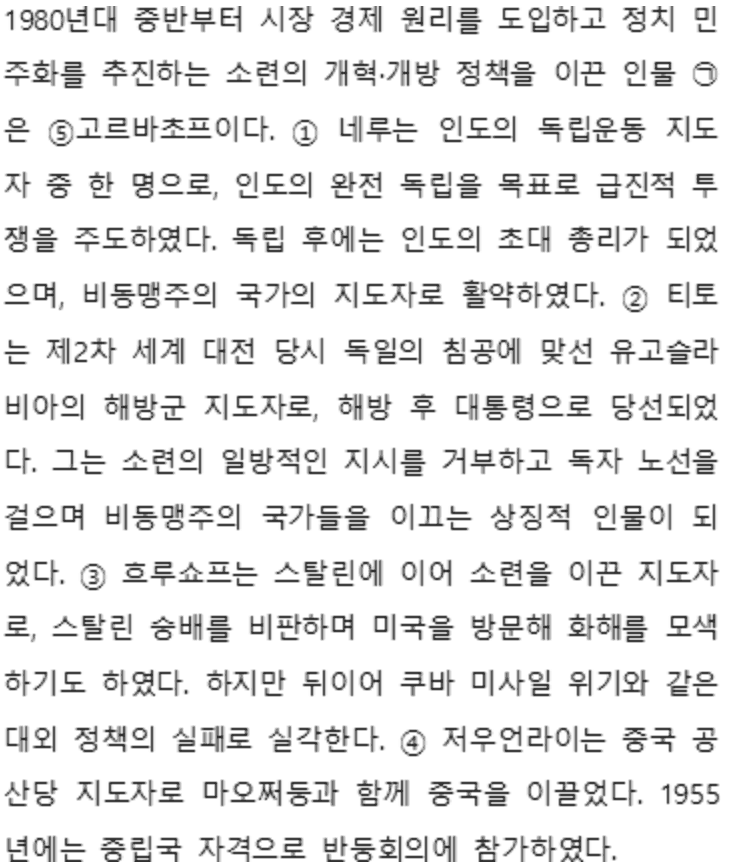 1980년대 중반부터 시장 경제 원리를 도입하고 정치 민
주화를 추진하는 소련의 개혁·개방 정책을 이끈 인물 ㉠
은 ⑤고르바초프이다. ① 네루는 인도의 독립운동 지도
자 중 한 명으로, 인도의 완전 독립을 목표로 급진적 투
쟁을 주도하였다. 독립 후에는 인도의 초대 총리가 되었
으며, 비동맹주의 국가의 지도자로 활약하였다. ② 티토
는 제2차 세계 대전 당시 독일의 침공에 맞선 유고슬라
비아의 해방군 지도자로, 해방 후 대통령으로 당선되었
다. 그는 소련의 일방적인 지시를 거부하고 독자 노선을
걸으며 비동맹주의 국가들을 이끄는 상징적 인물이 되
었다. ③ 흐루쇼프는 스탈린에 이어 소련을 이끈 지도자
로, 스탈린 숭배를 비판하며 미국을 방문해 화해를 모색
하기도 하였다. 하지만 뒤이어 쿠바 미사일 위기와 같은
대외 정책의 실패로 실각한다. ④ 저우언라이는 중국 공
산당 지도자로 마오쩌둥과 함께 중국을 이끌었다. 1955
년에는 중립국 자격으로 반둥회의에 참가하였다.